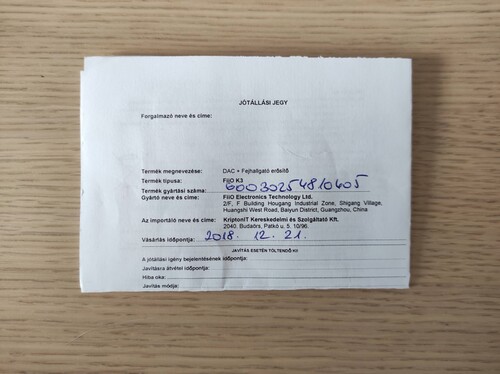 JÓTÁLLÁSI JEGY
Forgalmazó neve és címe:
Termék megnevezése: DAC + Fejhallgató erősítő
Termék típusa: FiiO K3
Termék gyártási száma: 60030254810405
Gyártó neve és címe: FiiO Electronics Technology Ltd.
2/F, F Building Hougang Industrial Zone, Shigang Village,
Huangshi West Road, Baiyun District, Guangzhou, China
Az importáló neve és címe: KriptonIT Kereskedelmi és Szolgáltató Kft.
2040. Budaörs, Patkó u. 5. 10/96.
Vásárlás időpontja: 2018. 12. 21.
JAVÍTÁS ESETÉN TÖLTENDŐ KI!
A jótállási igény bejelentésének időpontja:
Javításra átvétel időpontja:
Hiba oka:
Javítás módja: